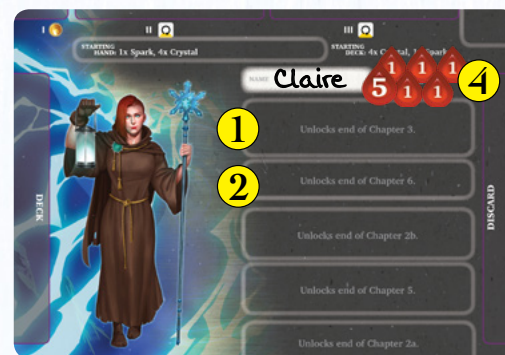 I II III
STARTING HAND: 1x Spark, 4x Crystal
STARTING DECK: 4x
NAME Claire 5 1 1 1 1 1 4
1 Unlocks end of Chapter 3.
2 Unlocks end of Chapter 6.
DECK
Unlocks end of Chapter 2b.
DISCARD
Unlocks end of Chapter 5.
Unlocks end of Chapter 2a.